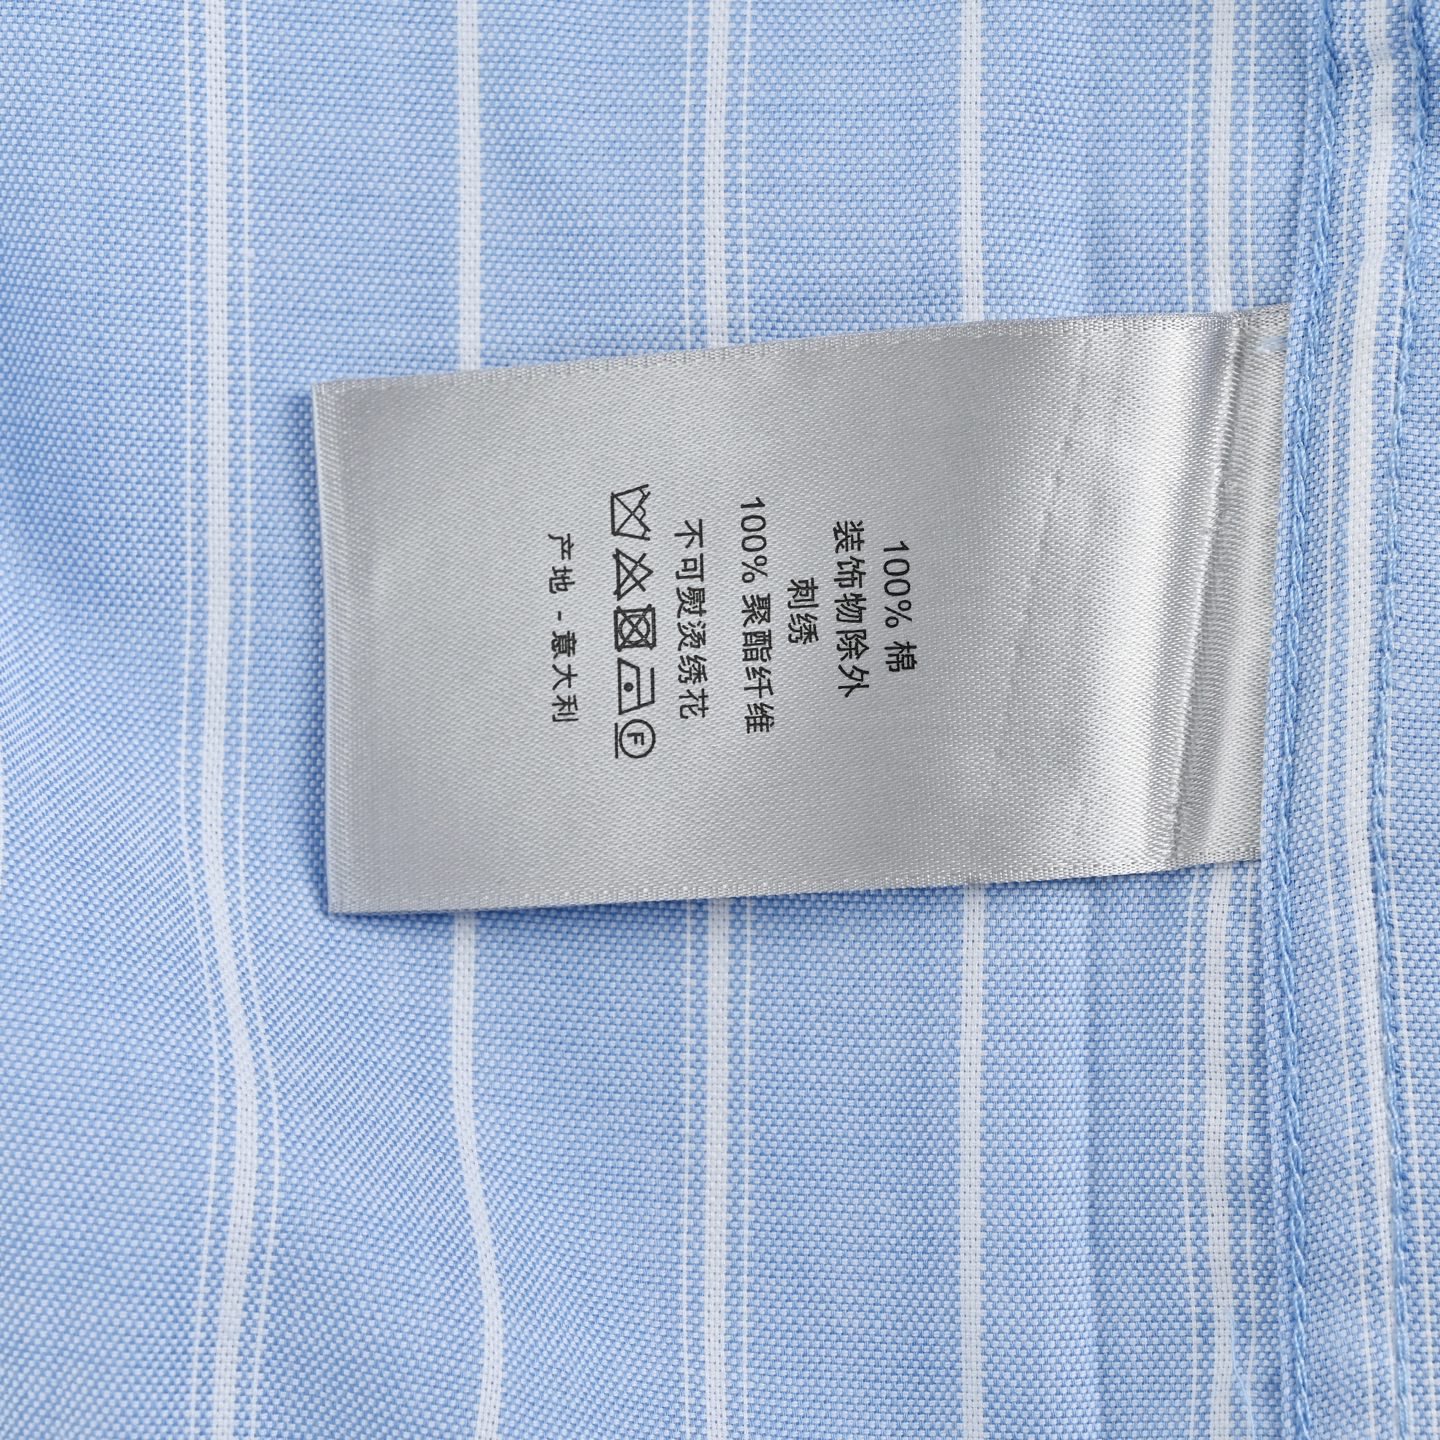 100% 棉
装饰物除外
刺绣
100% 聚酯纤维
不可熨烫绣花
F
产地 - 意大利